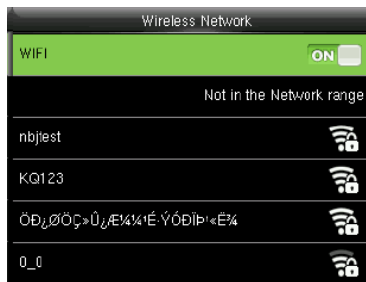 Wireless Network
WIFI ON
Not in the Network range
nbjtest
KQ123
ÖÐ¿ØÖÇ»Û¿Æ¼¼¹É·ÝÓÐÏÞ¹«Ë¾
0_0